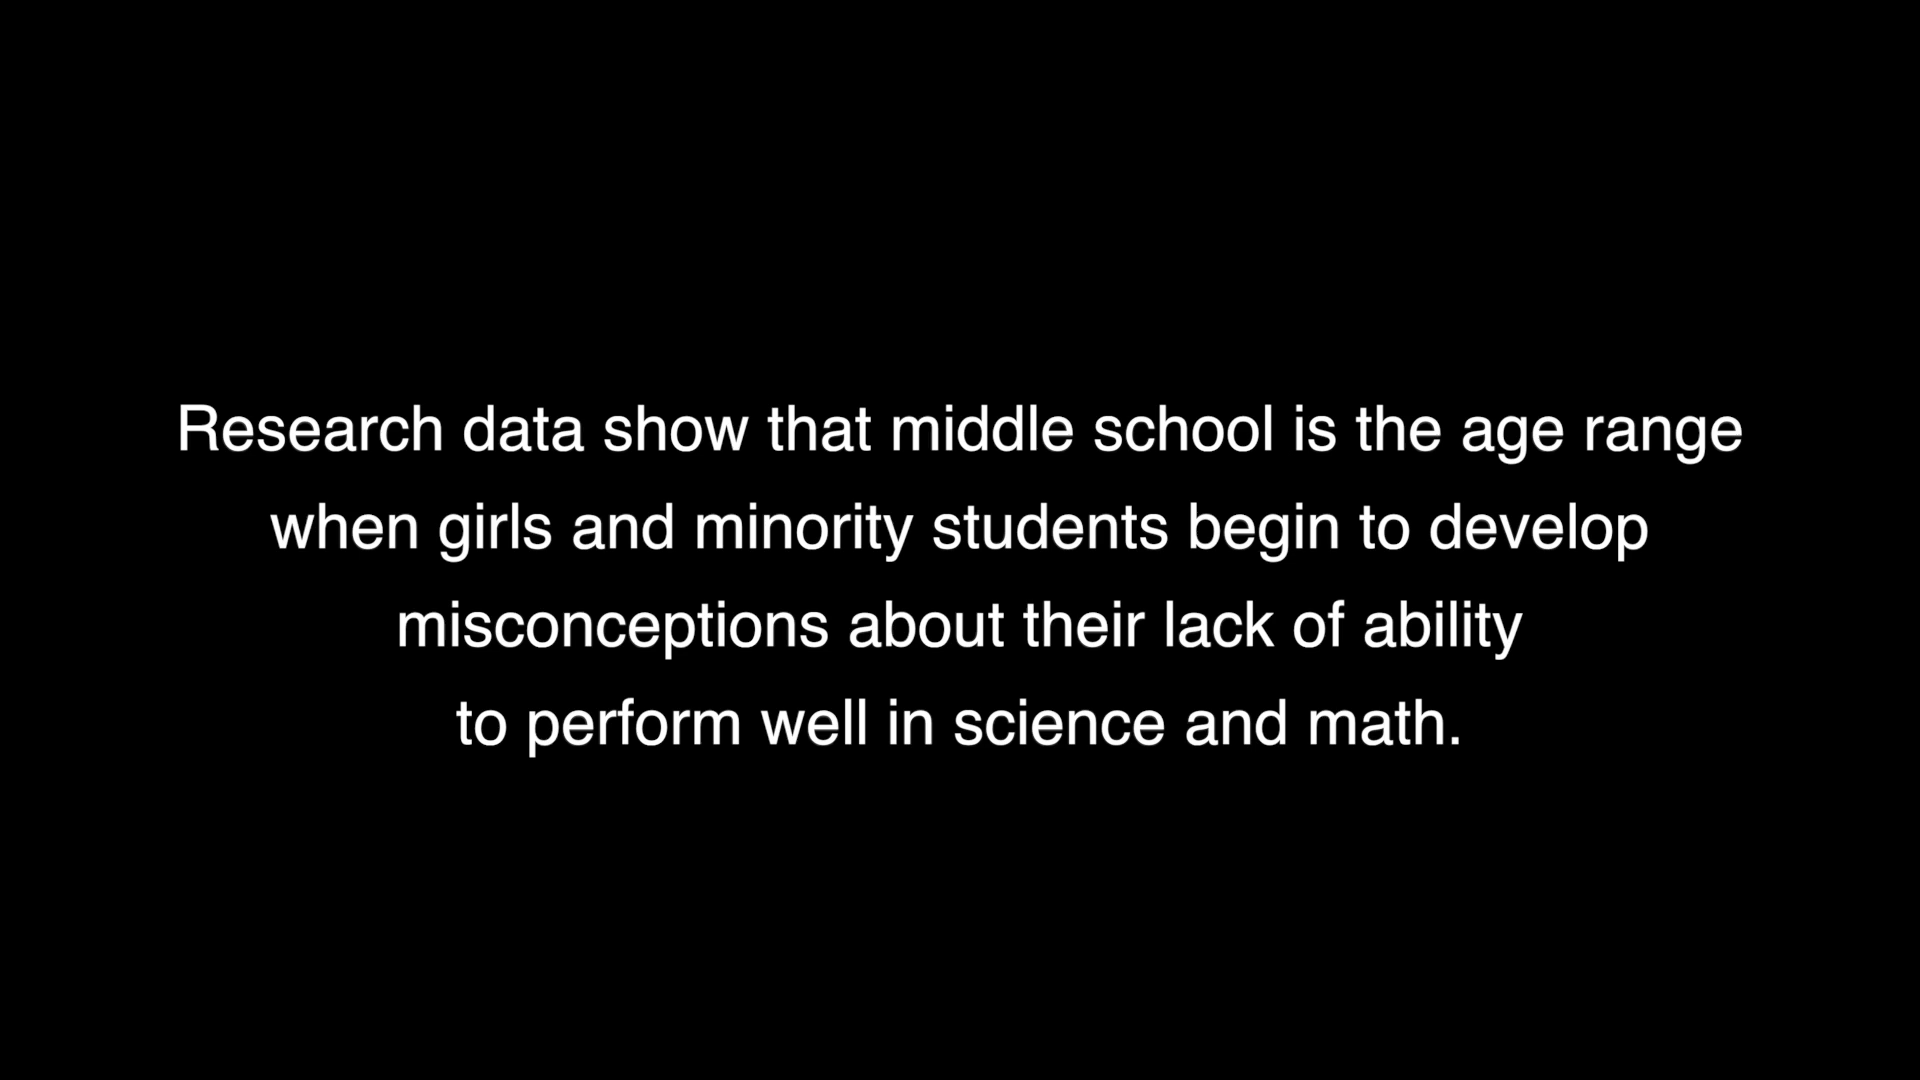 Research data show that middle school is the age range
when girls and minority students begin to develop
misconceptions about their lack of ability
to perform well in science and math.